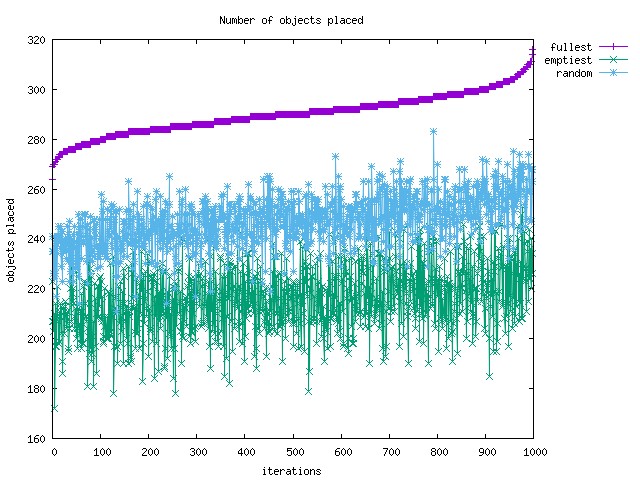 Number of objects placed
fullest
emptiest
random
320
300
280
260
240
220
200
180
160
objects placed
0 100 200 300 400 500 600 700 800 900 1000
iterations